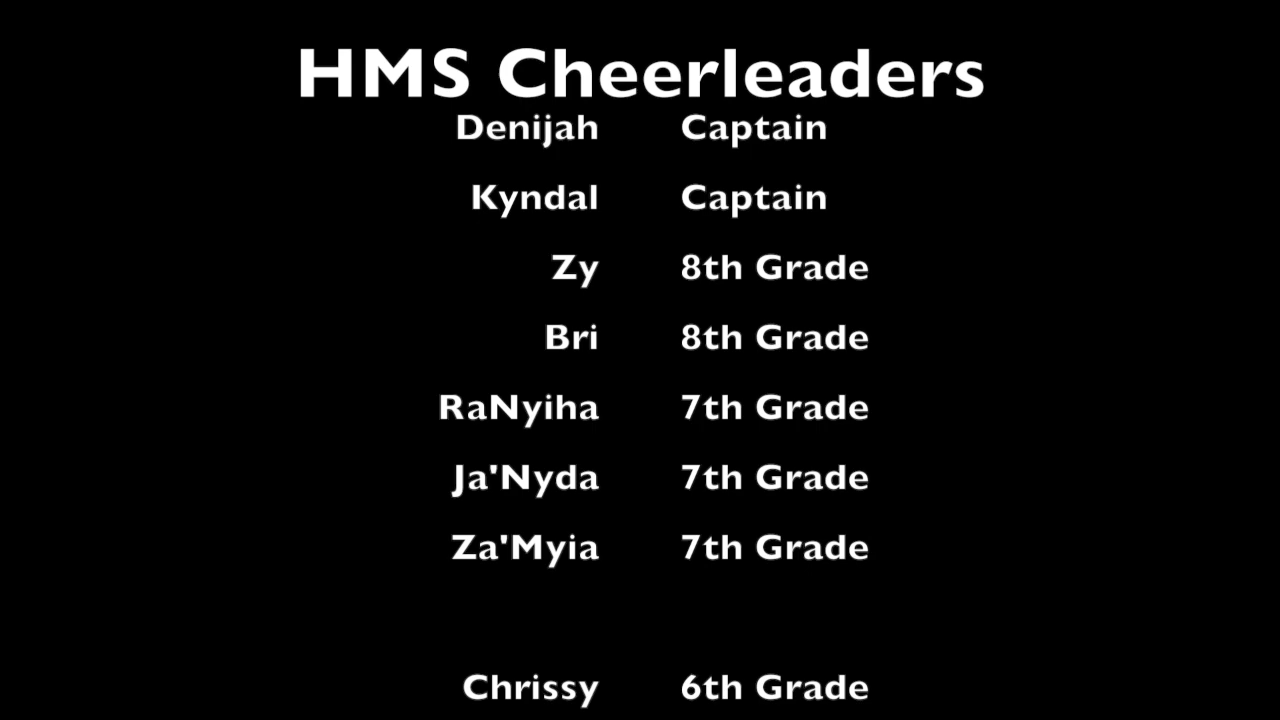 HMS Cheerleaders
Denijah Captain
Kyndal Captain
Zy 8th Grade
Bri 8th Grade
RaNyiha 7th Grade
Ja'Nyda 7th Grade
Za'Myia 7th Grade
Chrissy 6th Grade